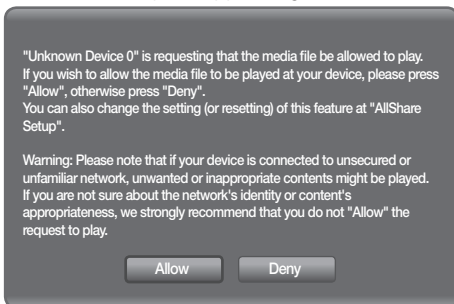 "Unknown Device 0" is requesting that the media file be allowed to play.
If you wish to allow the media file to be played at your device, please press
"Allow", otherwise press "Deny".
You can also change the setting (or resetting) of this feature at "AllShare
Setup".
Warning: Please note that if your device is connected to unsecured or
unfamiliar network, unwanted or inappropriate contents might be played.
If you are not sure about the network's identity or content's
appropriateness, we strongly recommend that you do not "Allow" the
request to play.
Allow Deny